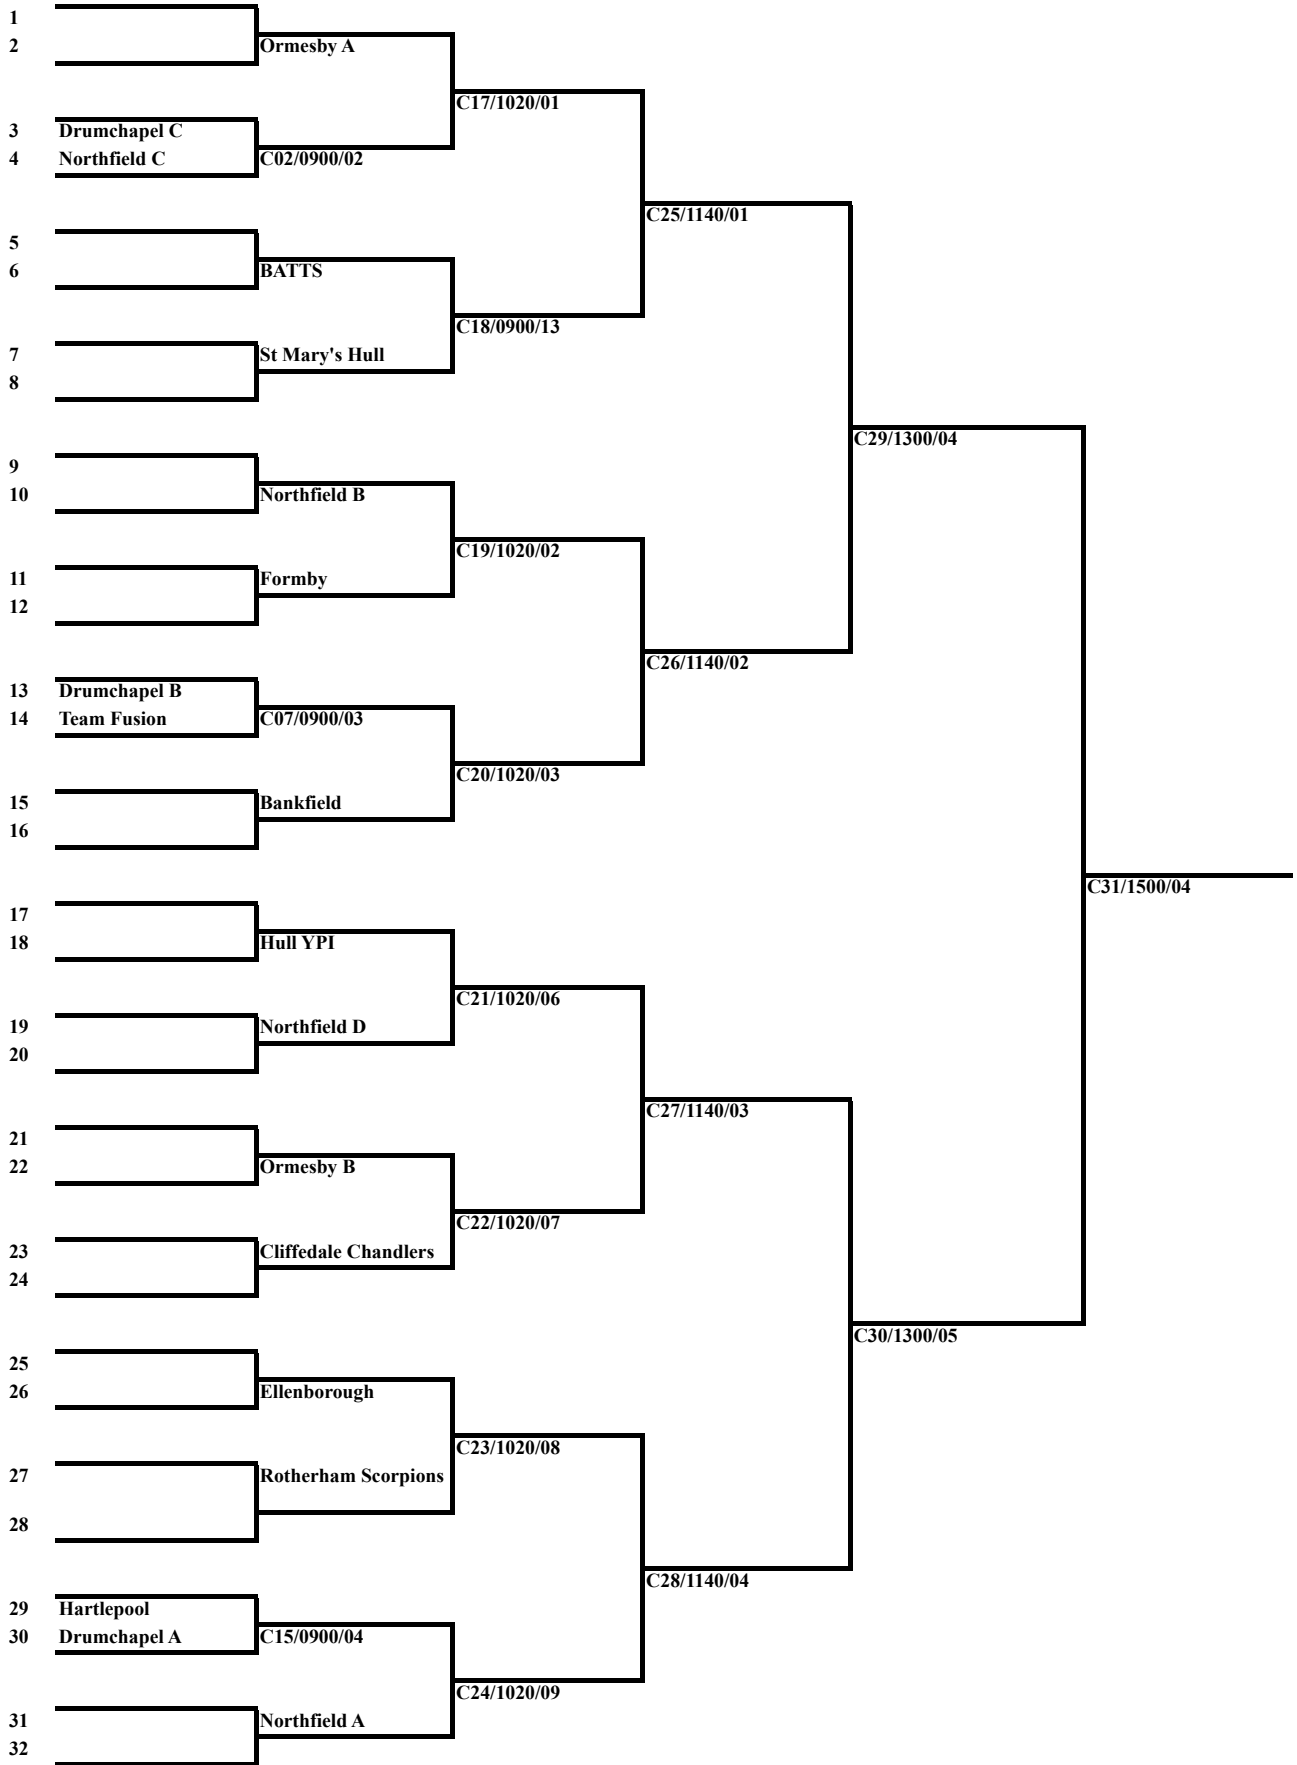 1
2 Ormesby A
C17/1020/01
3 Drumchapel C
4 Northfield C C02/0900/02
C25/1140/01
5
6 BATTS
C18/0900/13
7 St Mary's Hull
8
C29/1300/04
9
10 Northfield B
C19/1020/02
11 Formby
12
C26/1140/02
13 Drumchapel B
14 Team Fusion C07/0900/03
C20/1020/03
15 Bankfield
16
C31/1500/04
17
18 Hull YPI
C21/1020/06
19 Northfield D
20
C27/1140/03
21
22 Ormesby B
C22/1020/07
23 Cliffedale Chandlers
24
C30/1300/05
25
26 Ellenborough
C23/1020/08
27 Rotherham Scorpions
28
C28/1140/04
29 Hartlepool
30 Drumchapel A C15/0900/04
C24/1020/09
31 Northfield A
32